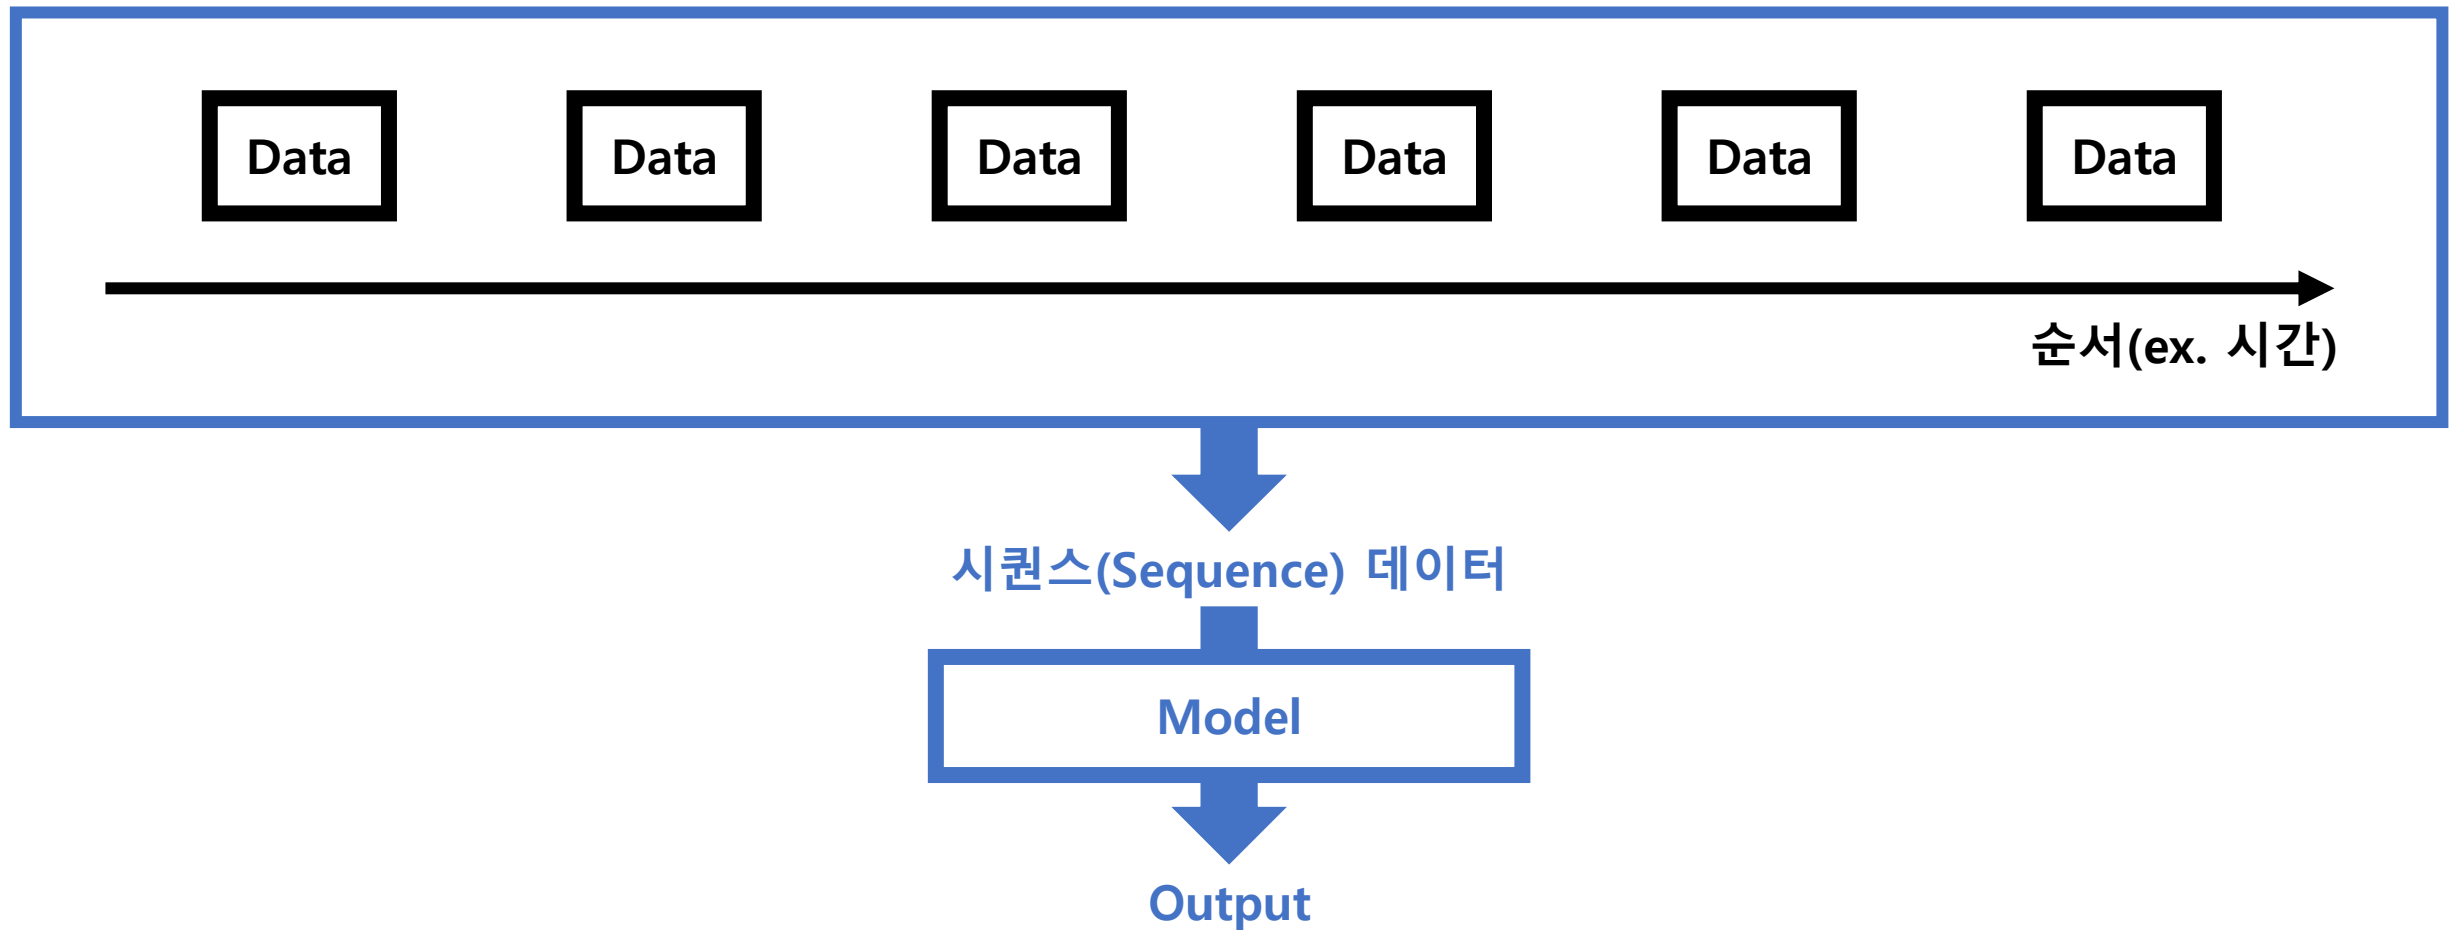 Data Data Data Data Data Data
순서(ex. 시간)
시퀀스(Sequence) 데이터
Model
Output